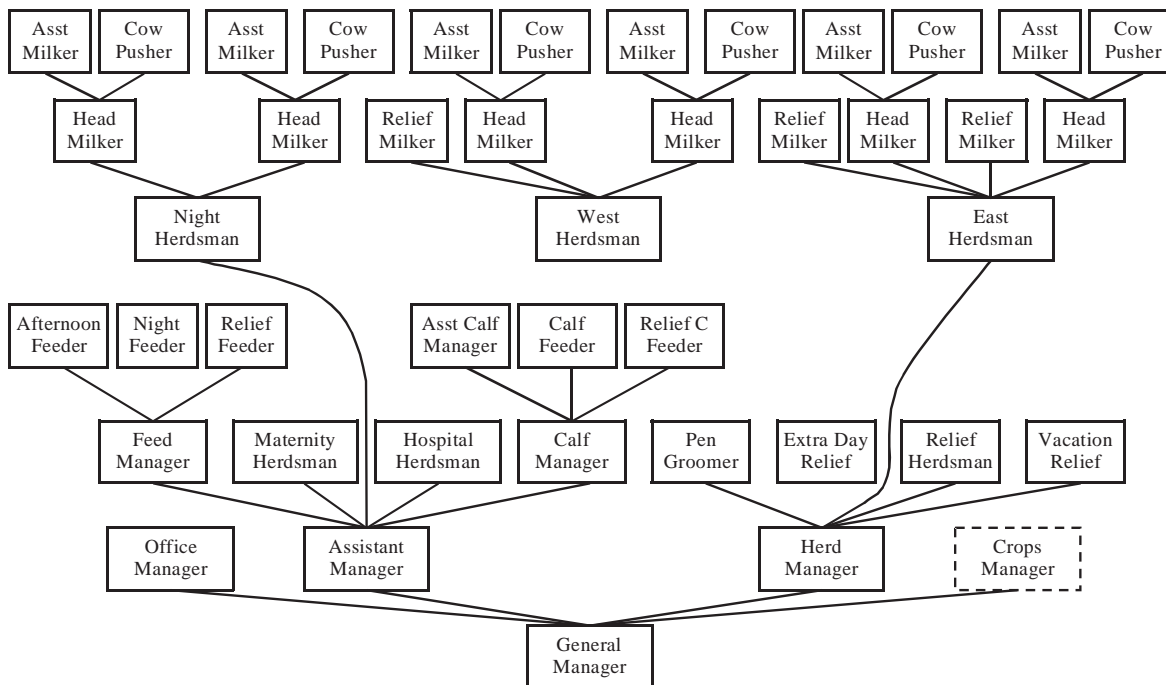 Asst
Milker
Cow
Pusher
Asst
Milker
Cow
Pusher
Asst
Milker
Cow
Pusher
Asst
Milker
Cow
Pusher
Asst
Milker
Cow
Pusher
Asst
Milker
Cow
Pusher
Head
Milker
Head
Milker
Relief
Milker
Head
Milker
Head
Milker
Relief
Milker
Head
Milker
Relief
Milker
Head
Milker
Night
Herdsman
West
Herdsman
East
Herdsman
Afternoon
Feeder
Night
Feeder
Relief
Feeder
Asst Calf
Manager
Calf
Feeder
Relief C
Feeder
Feed
Manager
Maternity
Herdsman
Hospital
Herdsman
Calf
Manager
Pen
Groomer
Extra Day
Relief
Relief
Herdsman
Vacation
Relief
Office
Manager
Assistant
Manager
Herd
Manager
Crops
Manager
General
Manager